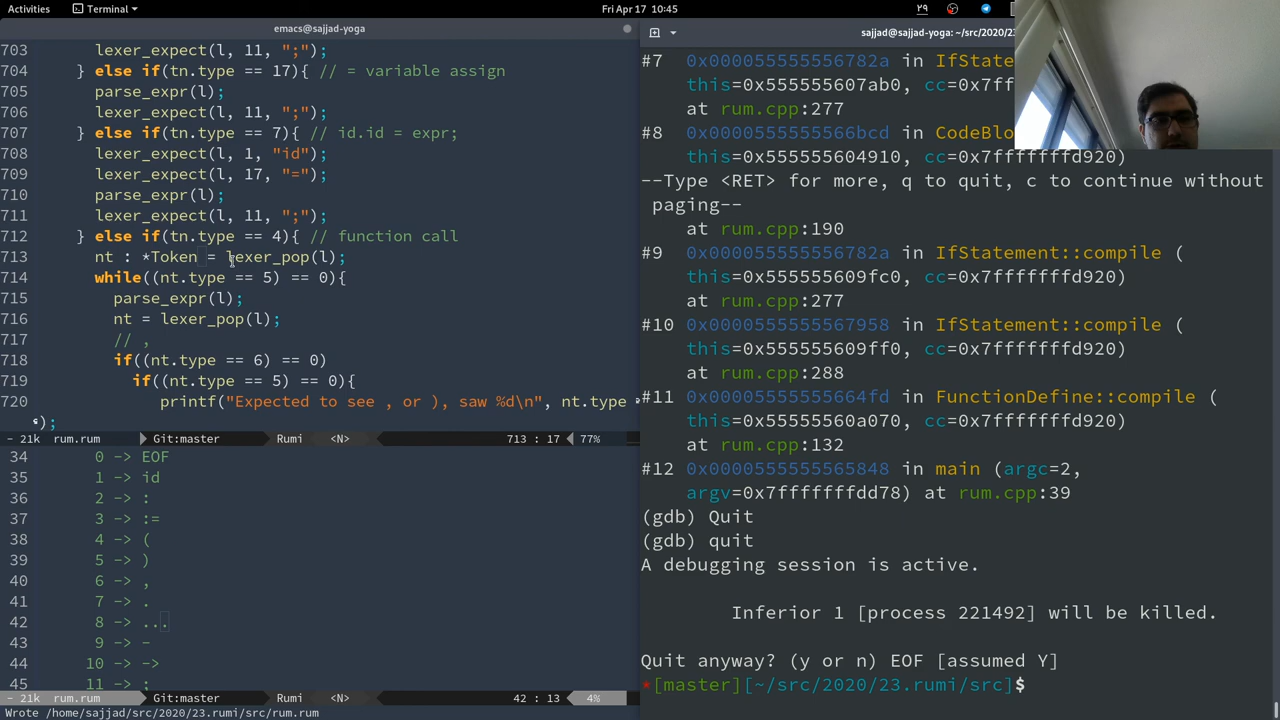 Activities
Terminal
Fri Apr 17 10:45
۲۹
emacs@sajjad-yoga
703 lexer_expect(l, 11, ";");
704 } else if(tn.type == 17){ // = variable assign
705 parse_expr(l);
706 lexer_expect(l, 11, ";");
707 } else if(tn.type == 7){ // id.id = expr;
708 lexer_expect(l, 1, "id");
709 lexer_expect(l, 17, "=");
710 parse_expr(l);
711 lexer_expect(l, 11, ";");
712 } else if(tn.type == 4){ // function call
713 nt : *Token = lexer_pop(l);
714 while((nt.type == 5) == 0){
715 parse_expr(l);
716 nt = lexer_pop(l);
717 // ,
718 if((nt.type == 6) == 0)
719 if((nt.type == 5) == 0){
720 printf("Expected to see , or ), saw %d\n", nt.type
);
- 21k rum.rum Git:master Rumi <N> 713 : 17 77%
34 0 -> EOF
35 1 -> id
36 2 -> :
37 3 -> :=
38 4 -> (
39 5 -> )
40 6 -> ,
41 7 -> .
42 8 -> ...
43 9 -> -
44 10 -> ->
45 11 -> ;
- 21k rum.rum Git:master Rumi <N> 42 : 13 4%
Wrote /home/sajjad/src/2020/23.rumi/src/rum.rum
sajjad@sajjad-yoga: ~/src/2020/23
#7 0x000055555556782a in IfState
this=0x555555607ab0, cc=0x7ff
at rum.cpp:277
#8 0x0000555555566bcd in CodeBlo
this=0x555555604910, cc=0x7fffffffd920)
--Type <RET> for more, q to quit, c to continue without
paging--
at rum.cpp:190
#9 0x000055555556782a in IfStatement::compile (
this=0x555555609fc0, cc=0x7fffffffd920)
at rum.cpp:277
#10 0x0000555555567958 in IfStatement::compile (
this=0x555555609ff0, cc=0x7fffffffd920)
at rum.cpp:288
#11 0x00005555555664fd in FunctionDefine::compile (
this=0x55555560a070, cc=0x7fffffffd920)
at rum.cpp:132
#12 0x0000555555565848 in main (argc=2,
argv=0x7fffffffdd78) at rum.cpp:39
(gdb) Quit
(gdb) quit
A debugging session is active.
Inferior 1 [process 221492] will be killed.
Quit anyway? (y or n) EOF [assumed Y]
*[master][~/src/2020/23.rumi/src]$